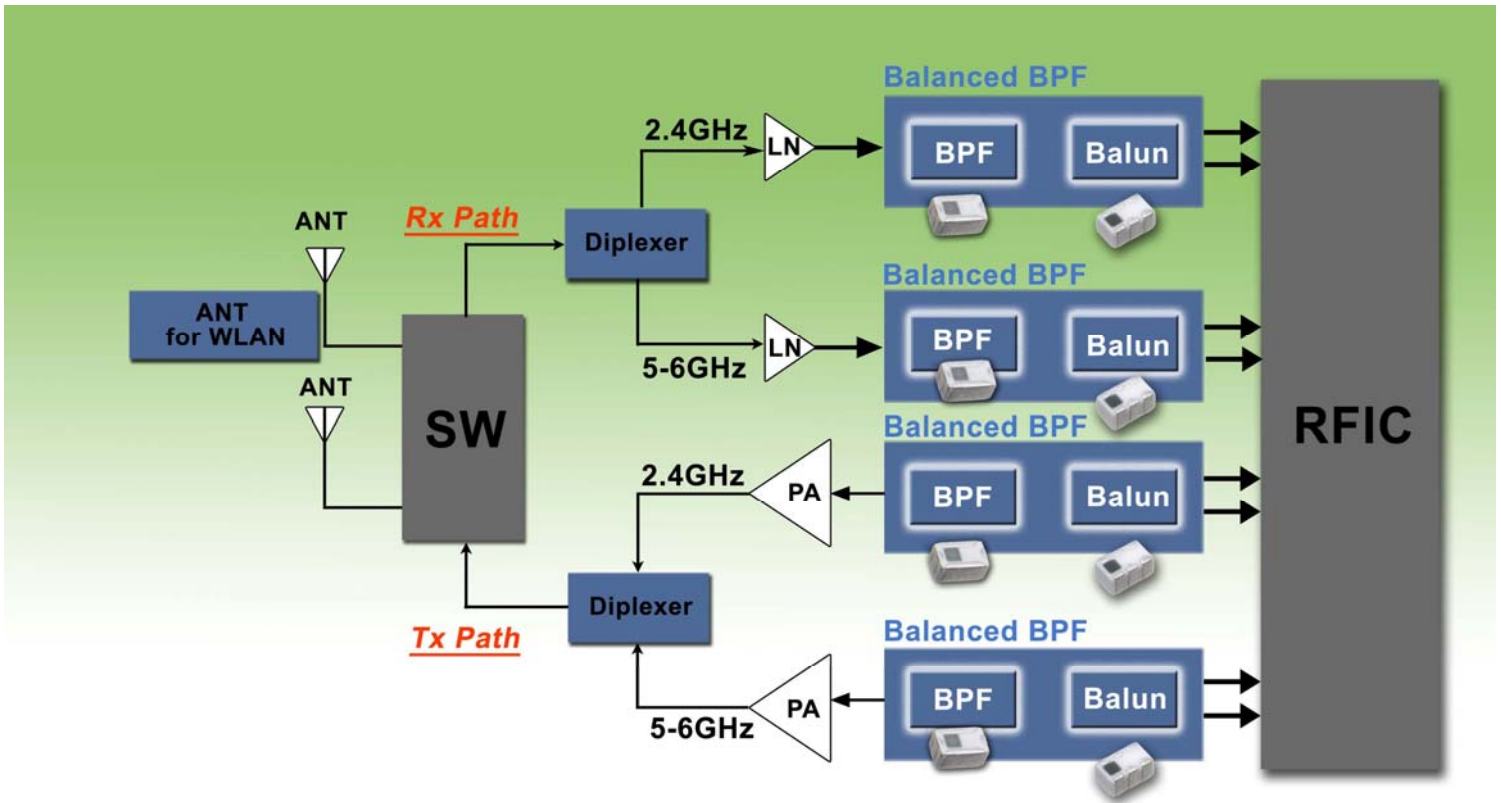 Balanced BPF
2.4GHz
LN
BPF
Balun
ANT
Rx Path
Diplexer
Balanced BPF
ANT
for WLAN
5-6GHz
LN
BPF
Balun
ANT
SW
RFIC
Balanced BPF
2.4GHz
PA
BPF
Balun
Diplexer
Tx Path
Balanced BPF
5-6GHz
PA
BPF
Balun